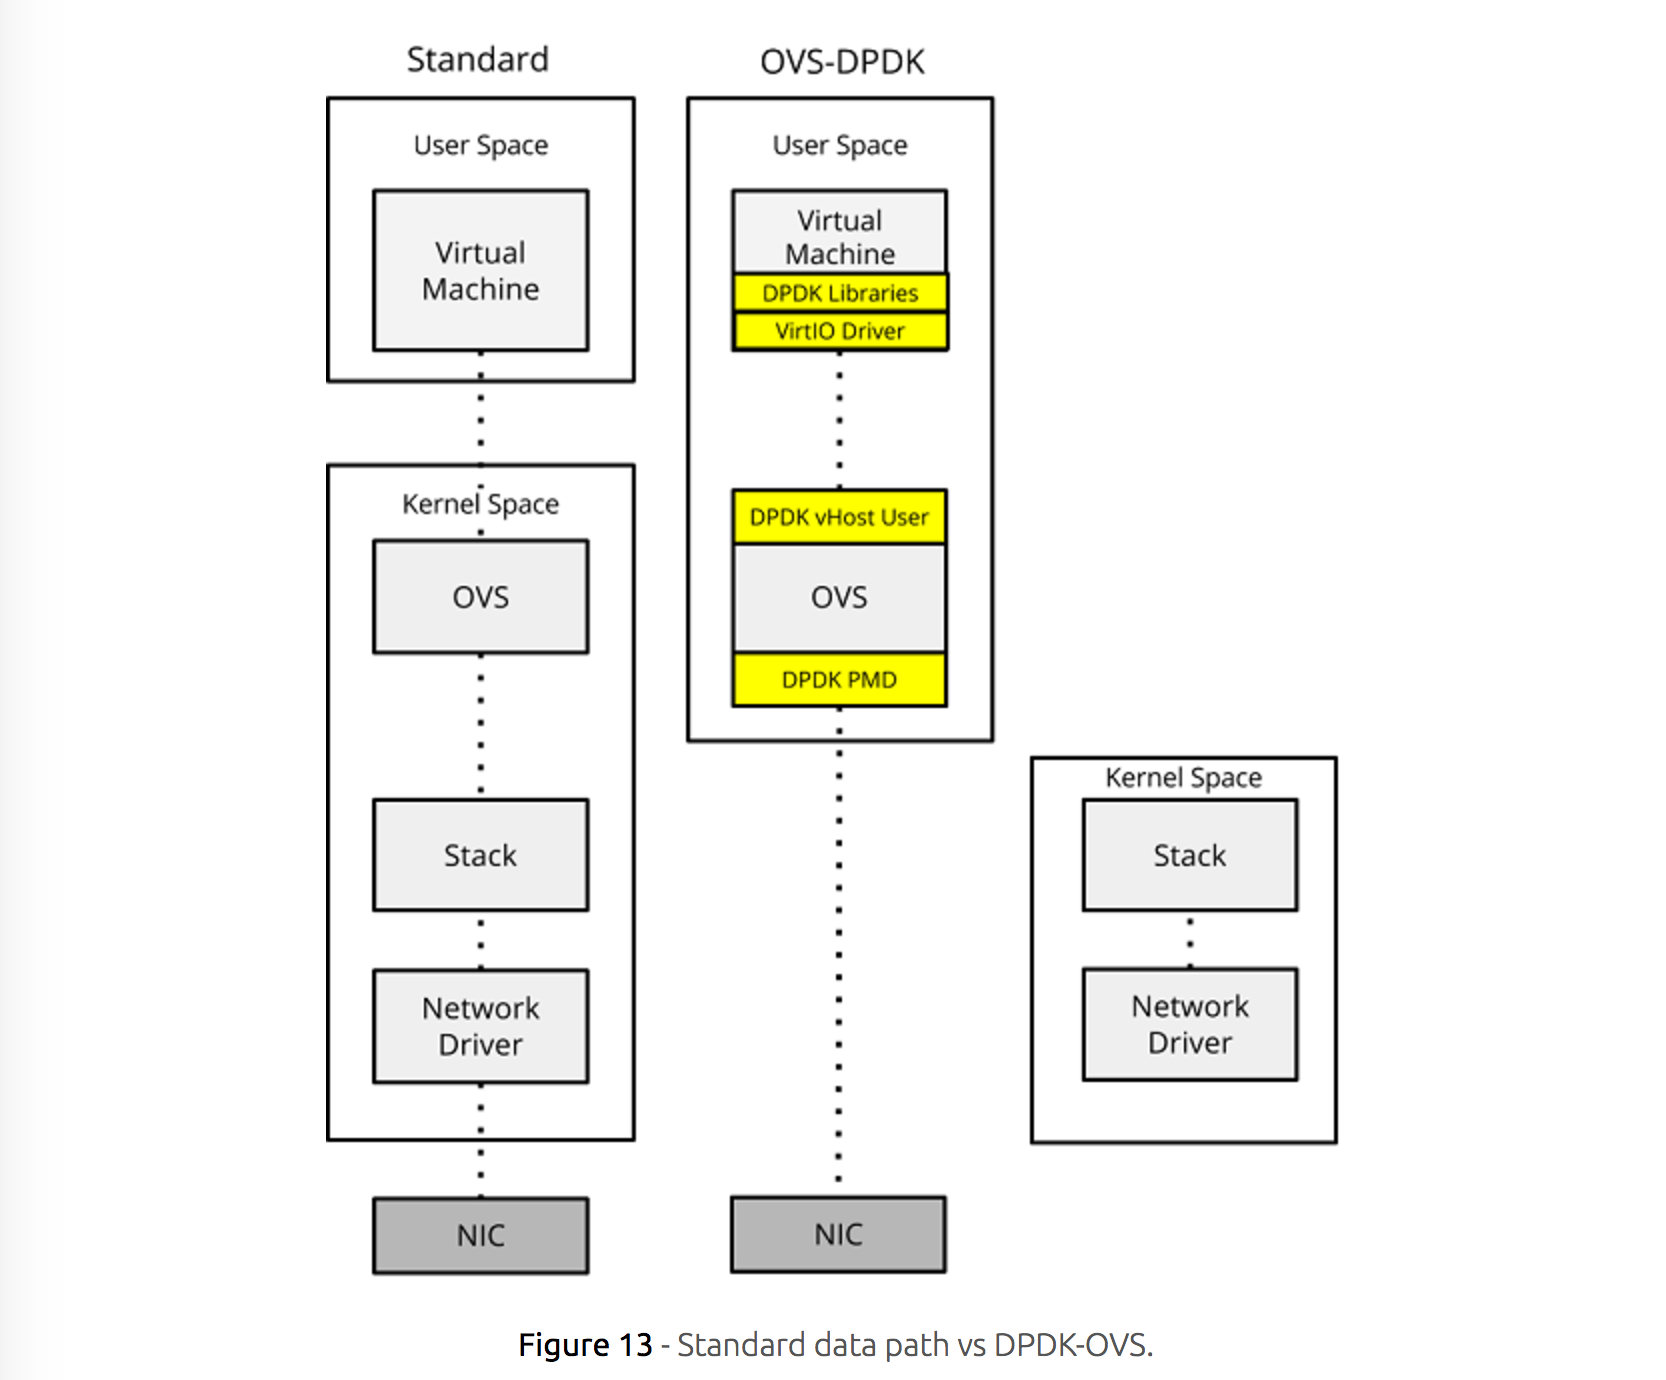 Standard
User Space
Virtual
Machine
Kernel Space
OVS
Stack
Network
Driver
NIC
OVS-DPDK
User Space
Virtual
Machine
DPDK Libraries
VirtIO Driver
DPDK vHost User
OVS
DPDK PMD
NIC
Kernel Space
Stack
Network
Driver
Figure 13 - Standard data path vs DPDK-OVS.